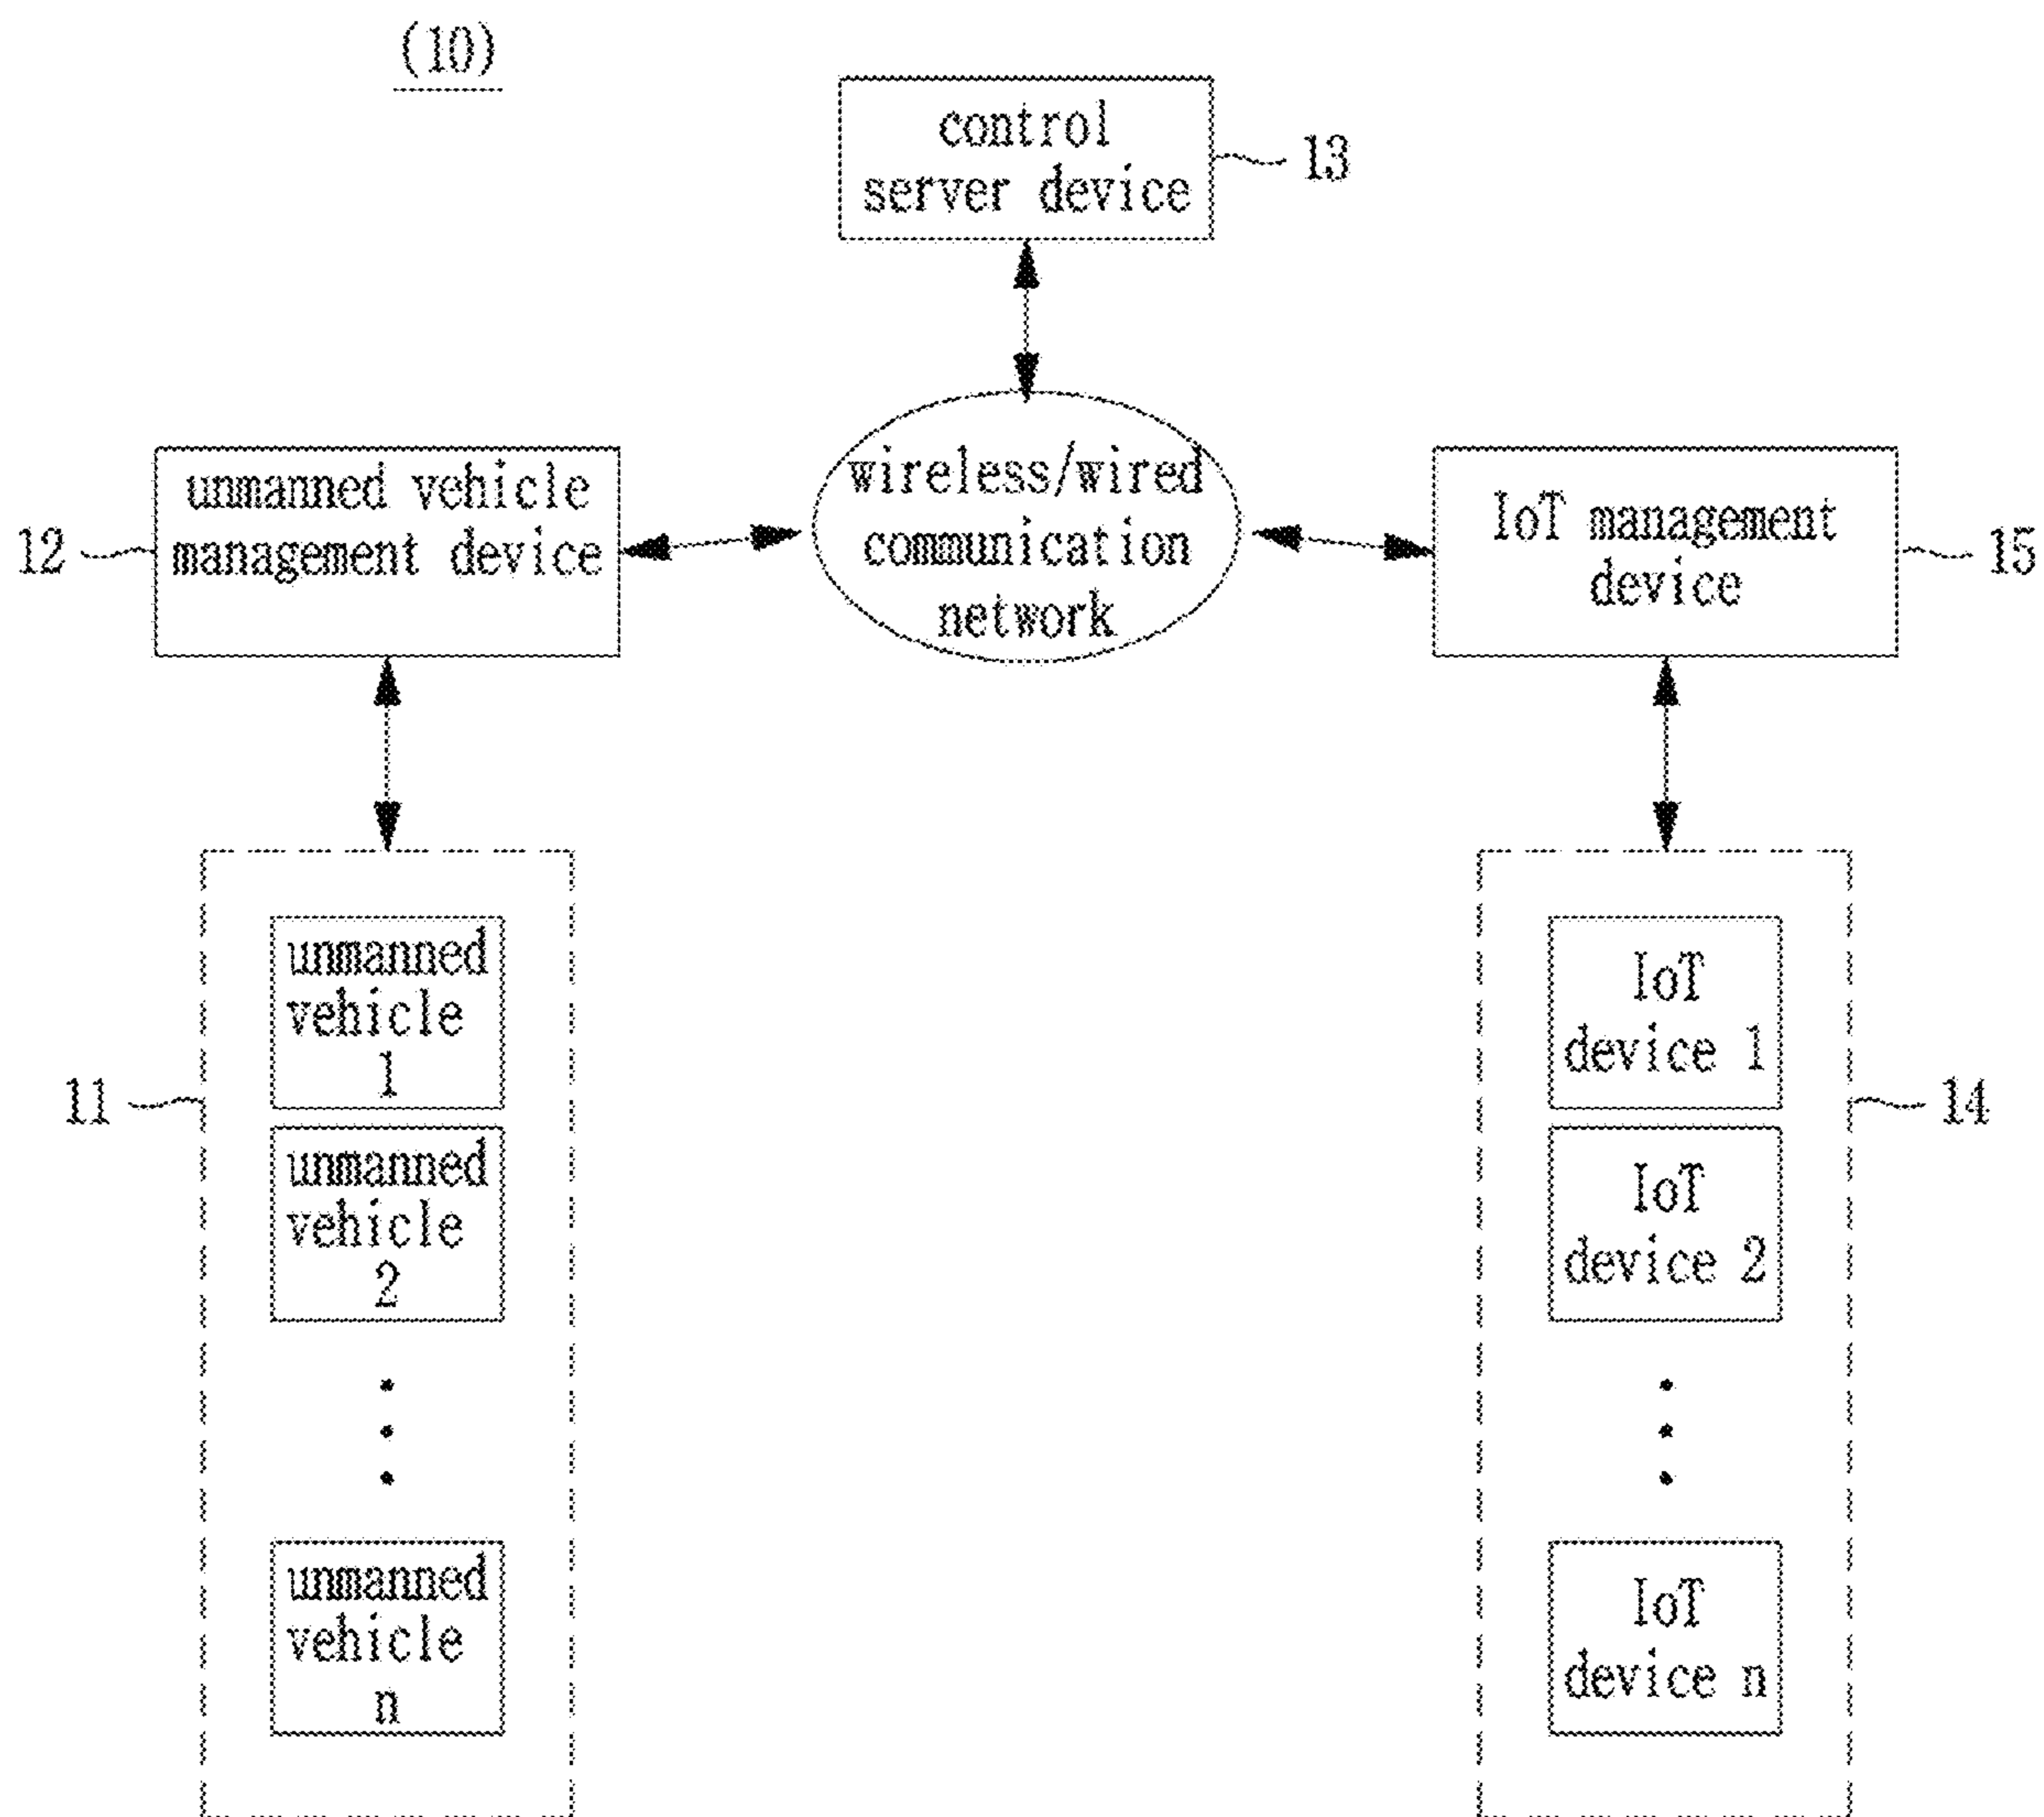 (10)
control
server device
13
unmanned vehicle
management device
12
wireless/wired
communication
network
IoT management
device
15
unmanned
vehicle
1
unmanned
vehicle
2
unmanned
vehicle
n
11
IoT
device 1
IoT
device 2
IoT
device n
14